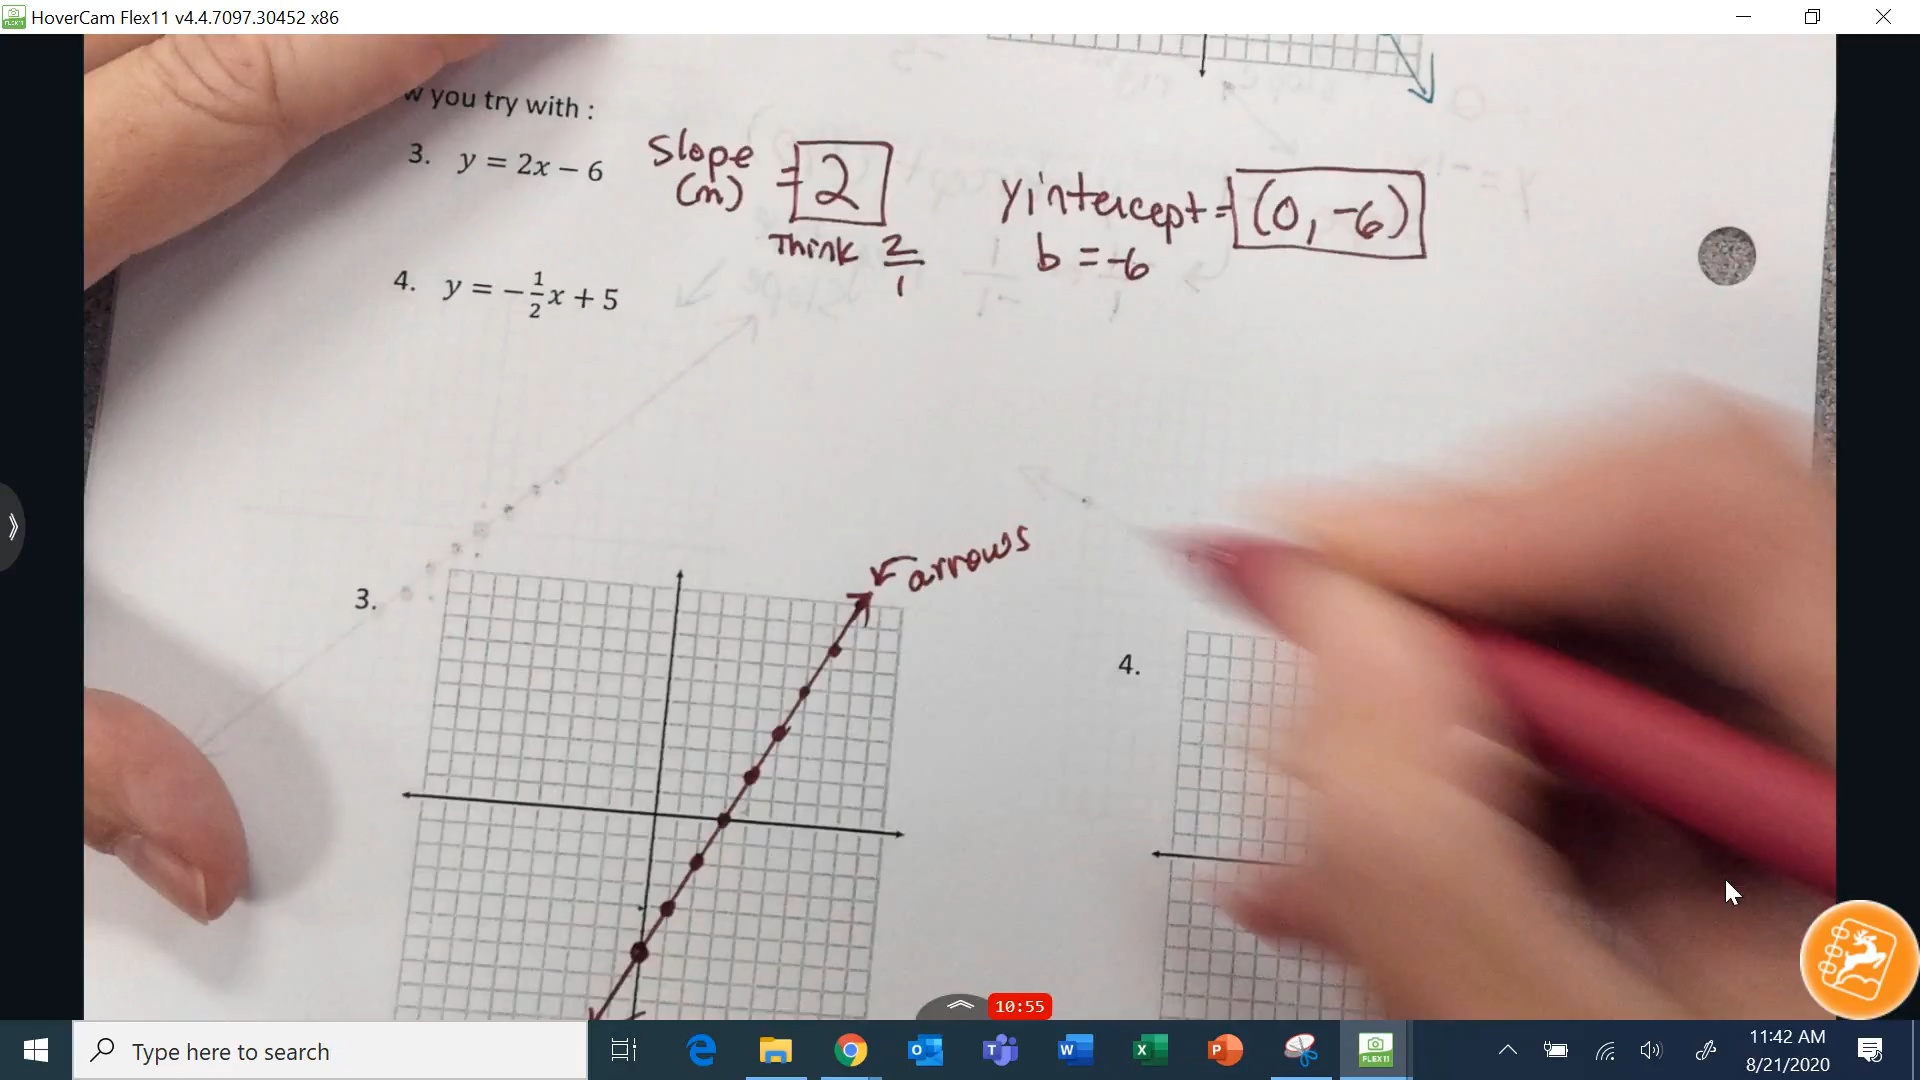 HoverCam Flex11 v4.4.7097.30452 x86
w you try with :
3. y = 2x − 6
slope (m) = 2
Think 2/1
y intercept = (0, -6)
b = -6
4. y = −1/2x + 5
arrows
3.
4.
10:55
Type here to search
FLEX11
11:42 AM
8/21/2020